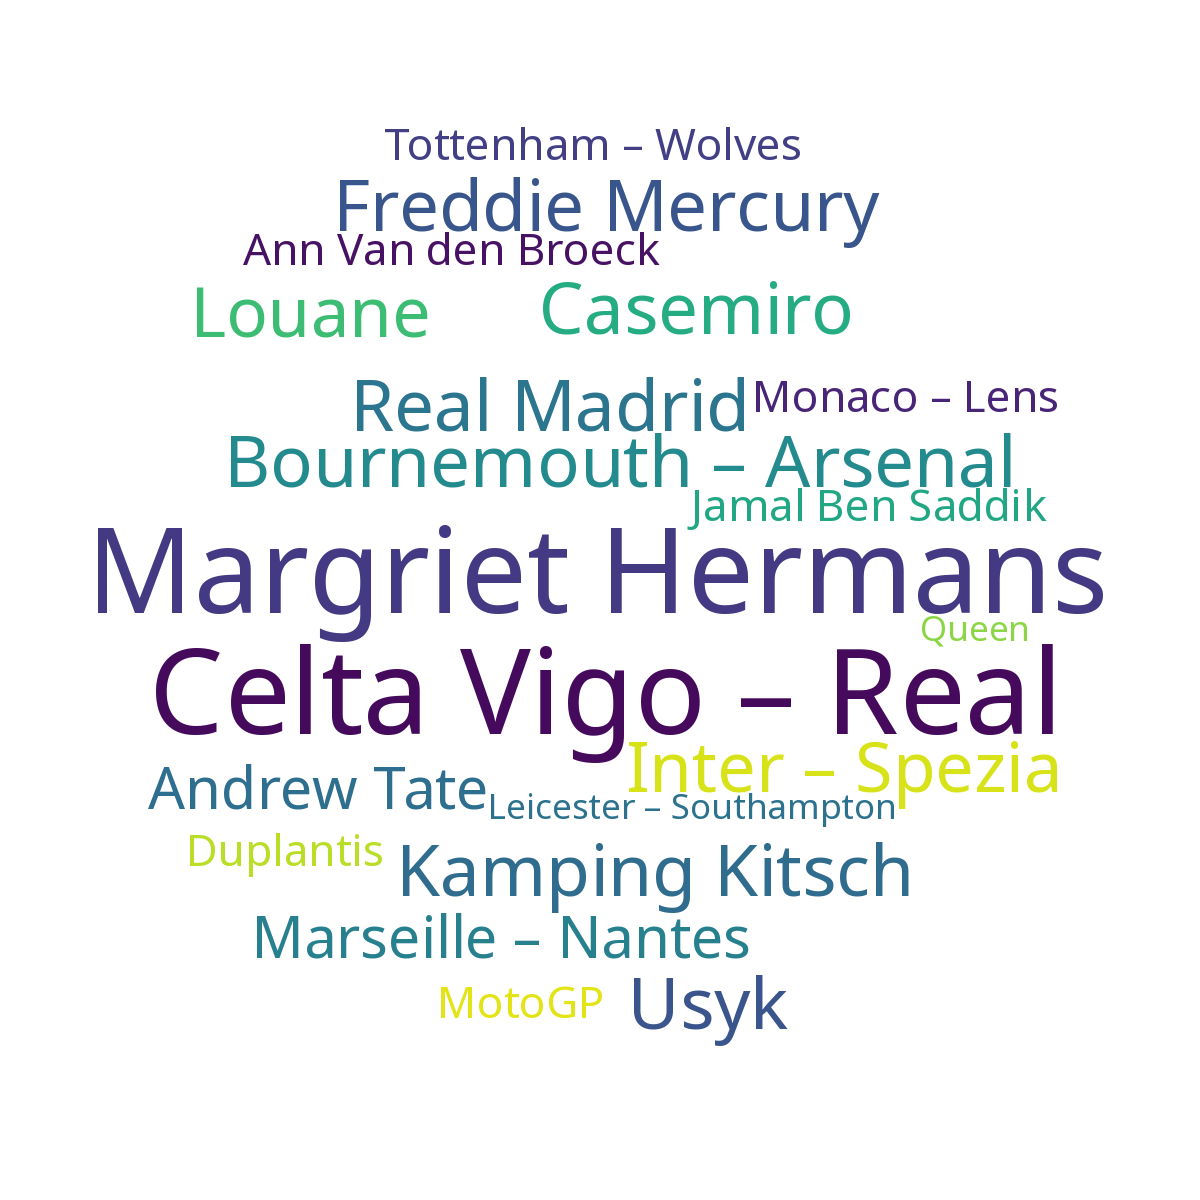 Tottenham – Wolves
Freddie Mercury
Ann Van den Broeck
Louane
Casemiro
Real Madrid
Monaco – Lens
Bournemouth – Arsenal
Jamal Ben Saddik
Margriet Hermans
Queen
Celta Vigo – Real
Inter – Spezia
Andrew Tate
Leicester – Southampton
Duplantis
Kamping Kitsch
Marseille – Nantes
MotoGP
Usyk